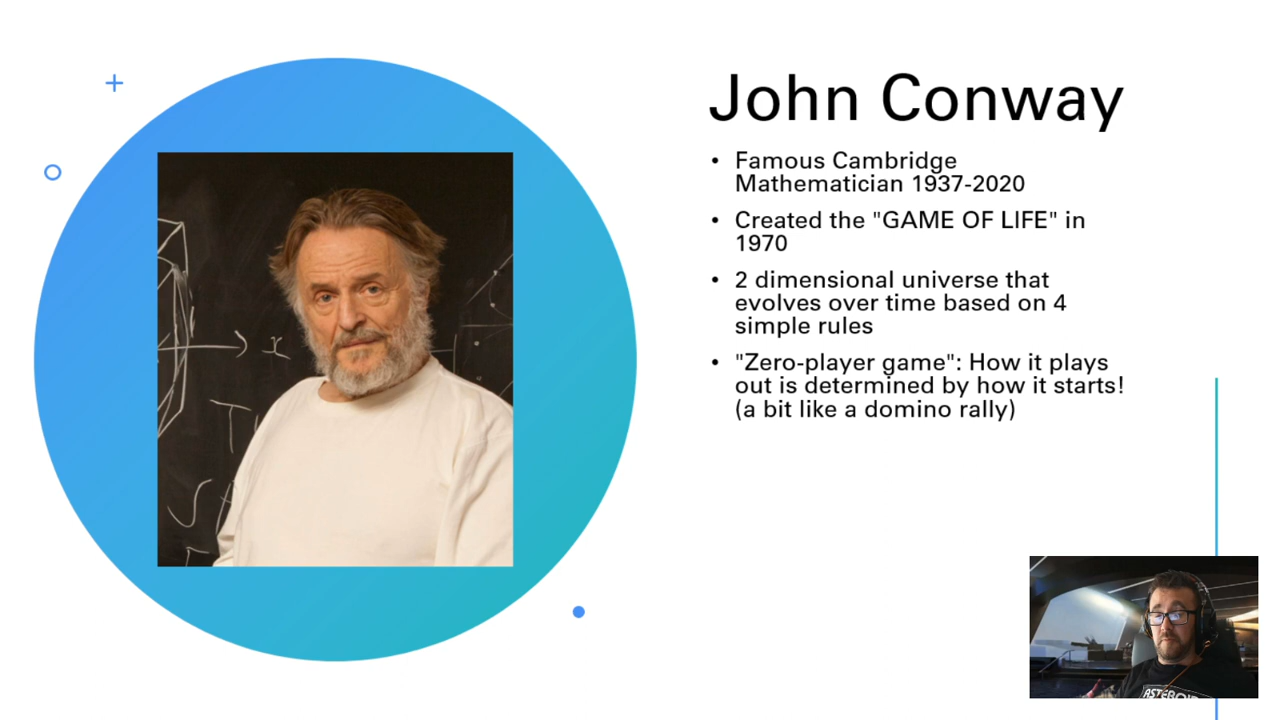 John Conway
• Famous Cambridge
Mathematician 1937-2020
• Created the "GAME OF LIFE" in
1970
• 2 dimensional universe that
evolves over time based on 4
simple rules
• "Zero-player game": How it plays
out is determined by how it starts!
(a bit like a domino rally)
x